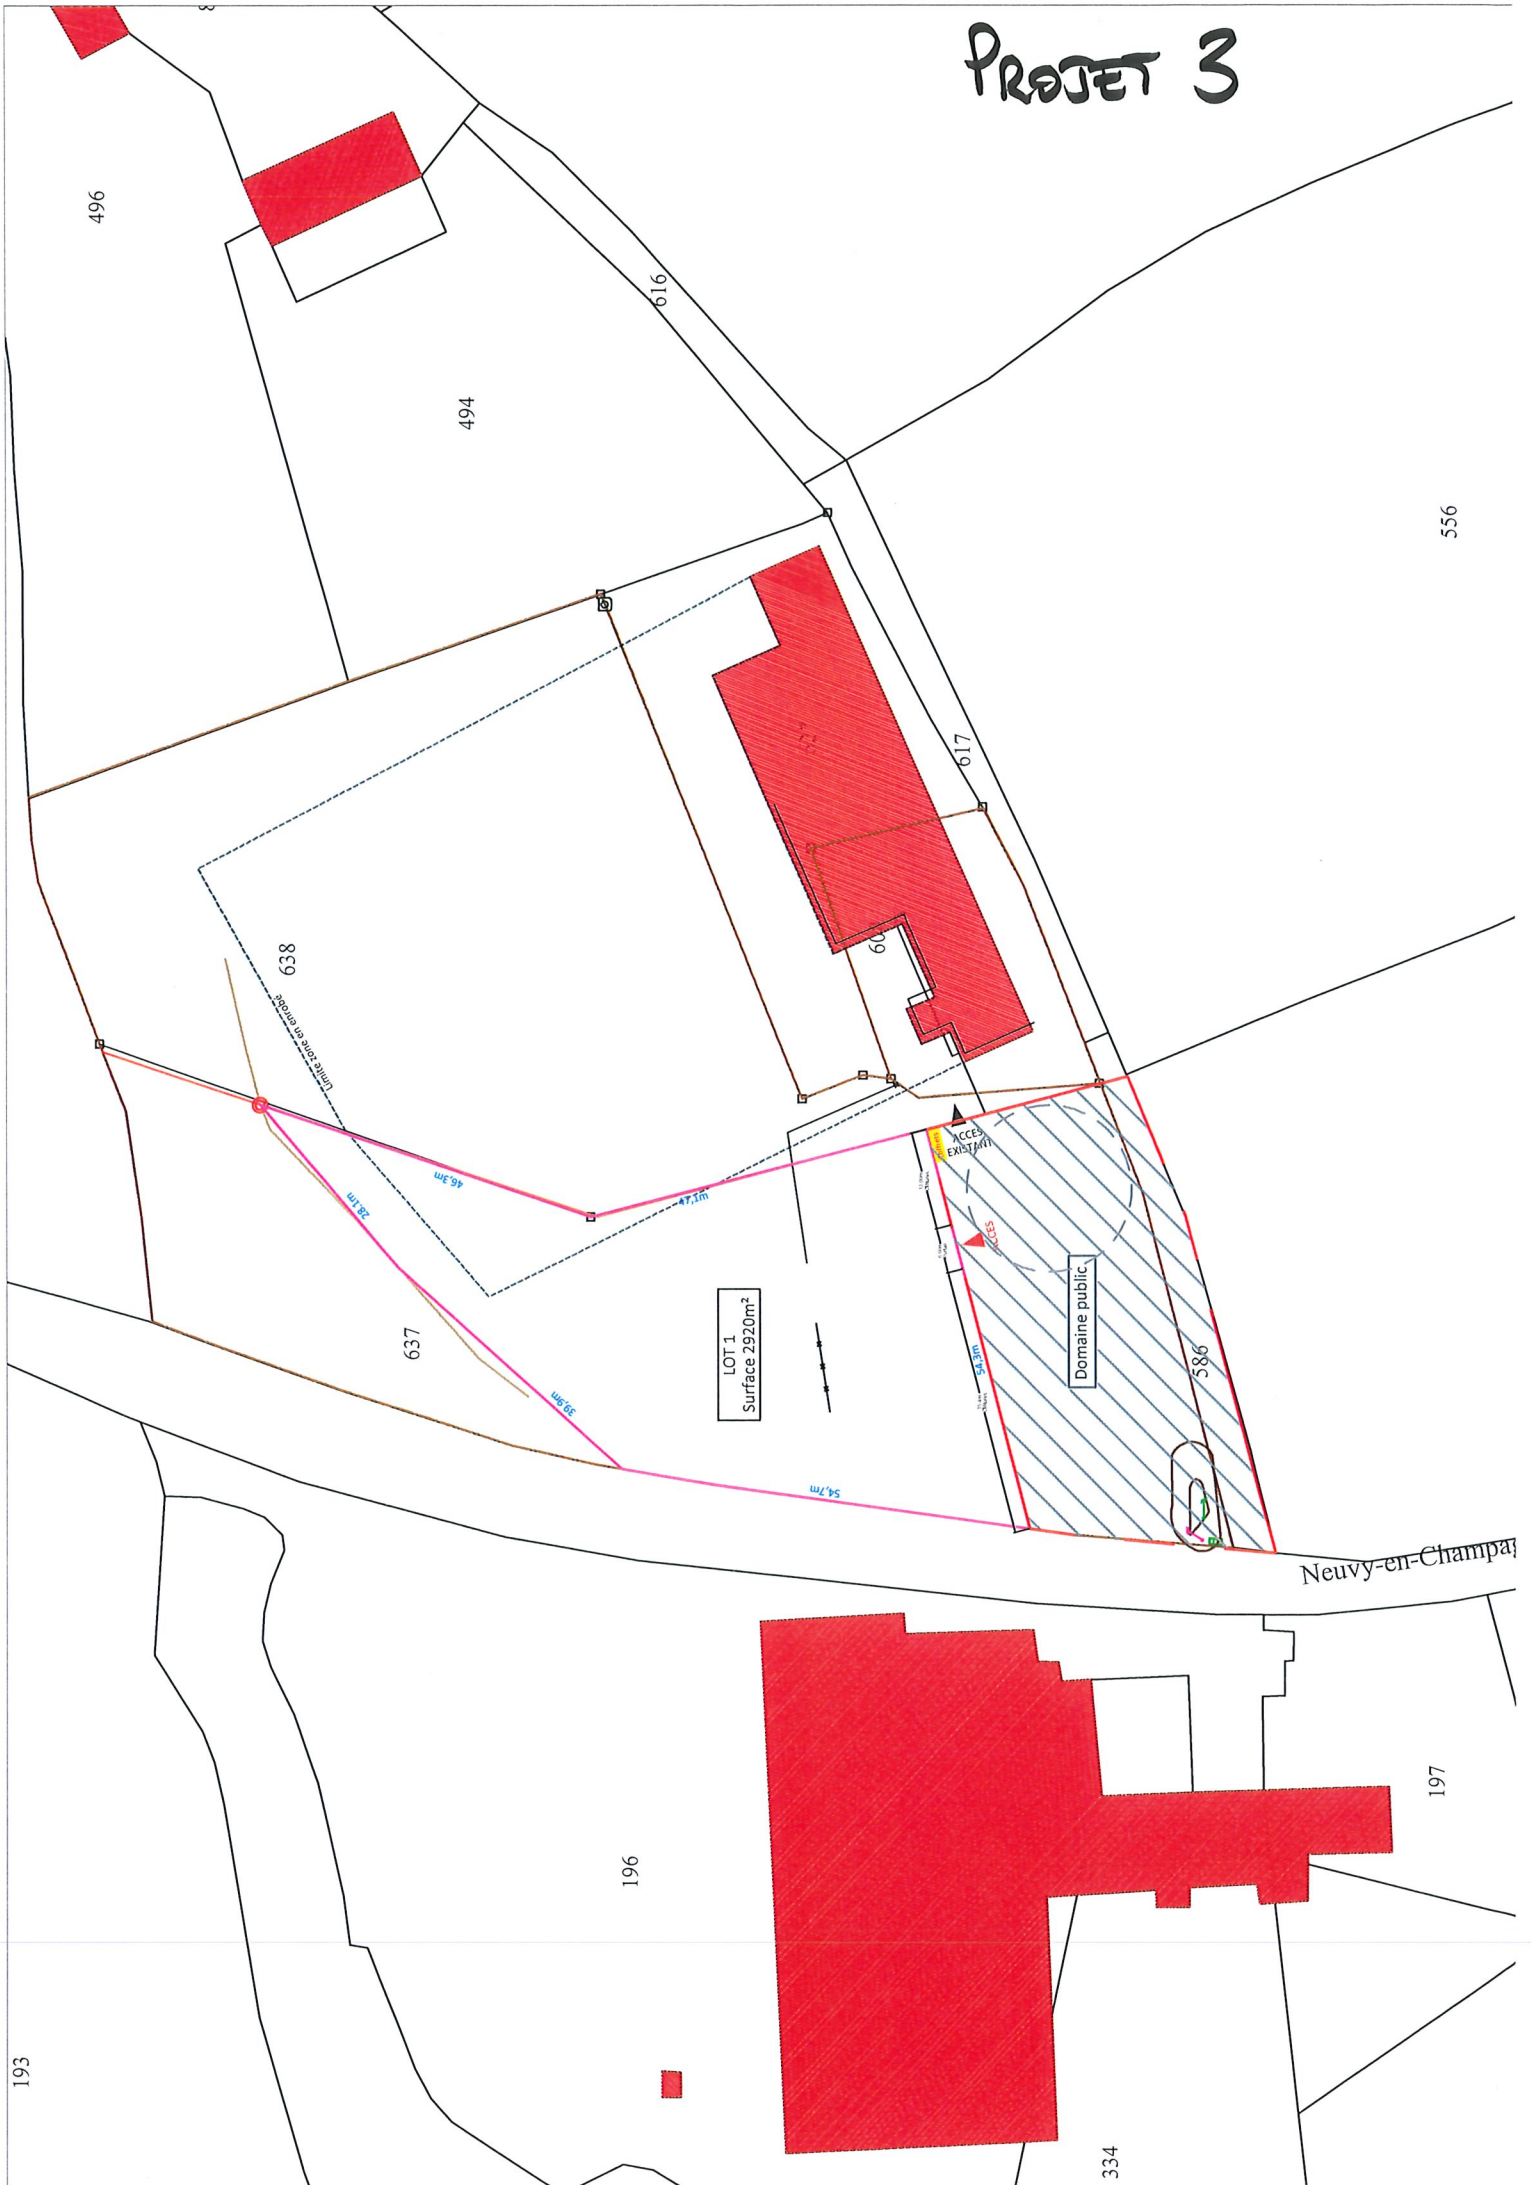 PROJET 3
496
616
494
556
617
638
Limite zone en enrobé
60
ACCES
EXISTANT
ACCES
46,3m
28,1m
47,1m
LOT 1
Surface 2920m²
54,3m
Domaine public
586
637
39,9m
54,7m
Neuvy-en-Champag
197
196
193
334